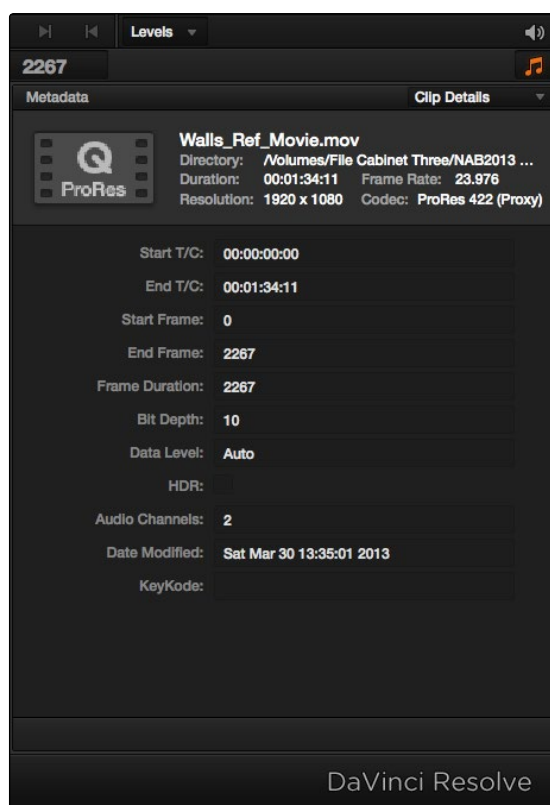 Levels
2267
Metadata Clip Details
Q
ProRes
Walls_Ref_Movie.mov
Directory: /Volumes/File Cabinet Three/NAB2013 ...
Duration: 00:01:34:11 Frame Rate: 23.976
Resolution: 1920 x 1080 Codec: ProRes 422 (Proxy)
Start T/C: 00:00:00:00
End T/C: 00:01:34:11
Start Frame: 0
End Frame: 2267
Frame Duration: 2267
Bit Depth: 10
Data Level: Auto
HDR:
Audio Channels: 2
Date Modified: Sat Mar 30 13:35:01 2013
KeyKode:
DaVinci Resolve